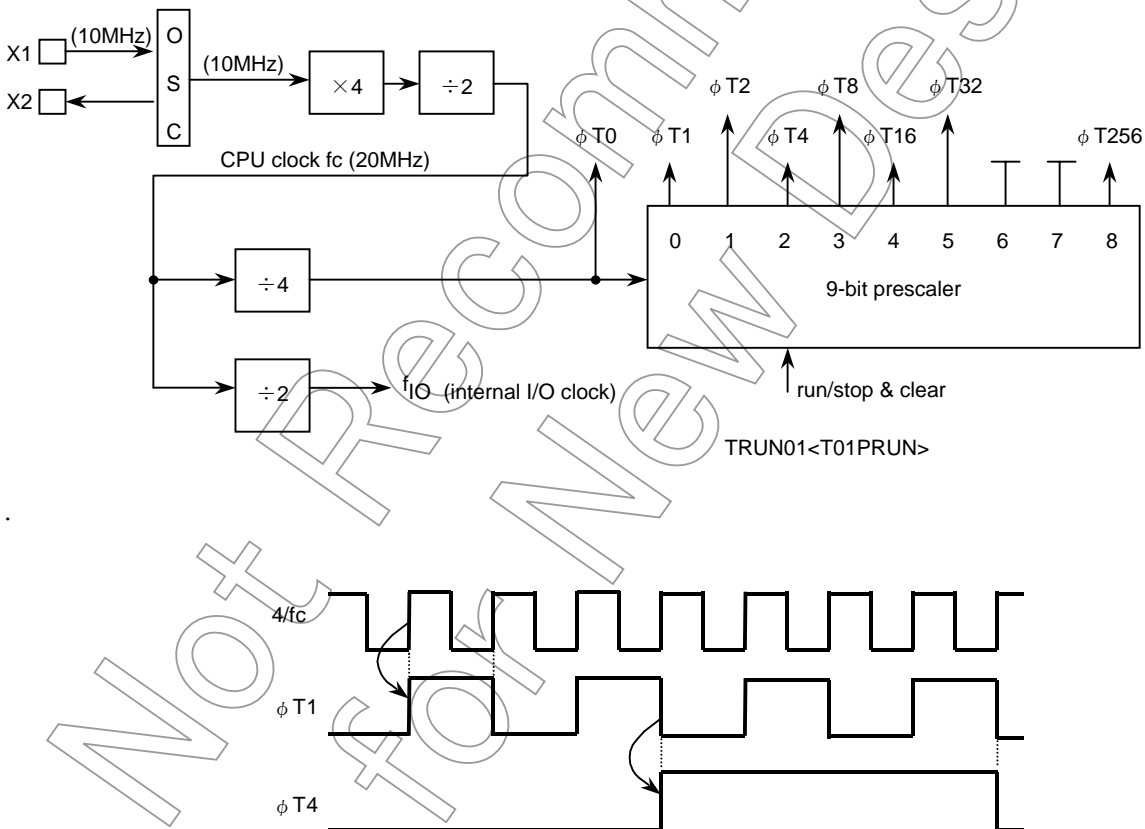 X1 (10MHz)
X2
O
S
C
(10MHz)
×4
÷2
CPU clock fc (20MHz)
φT0
φT1
φT2
φT4
φT8
φT16
φT32
φT256
0 1 2 3 4 5 6 7 8
9-bit prescaler
÷4
÷2
fIO (internal I/O clock)
run/stop & clear
TRUN01<T01PRUN>
.
4/fc
φT1
φT4
Not Recomm
for New Des